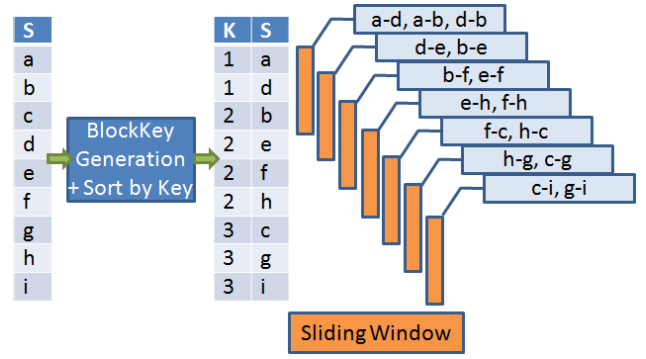 S
a
b
c
d
e
f
g
h
i
BlockKey
Generation
+ Sort by Key
K S
1 a
1 d
2 b
2 e
2 f
2 h
3 c
3 g
3 i
a-d, a-b, d-b
d-e, b-e
b-f, e-f
e-h, f-h
f-c, h-c
h-g, c-g
c-i, g-i
Sliding Window